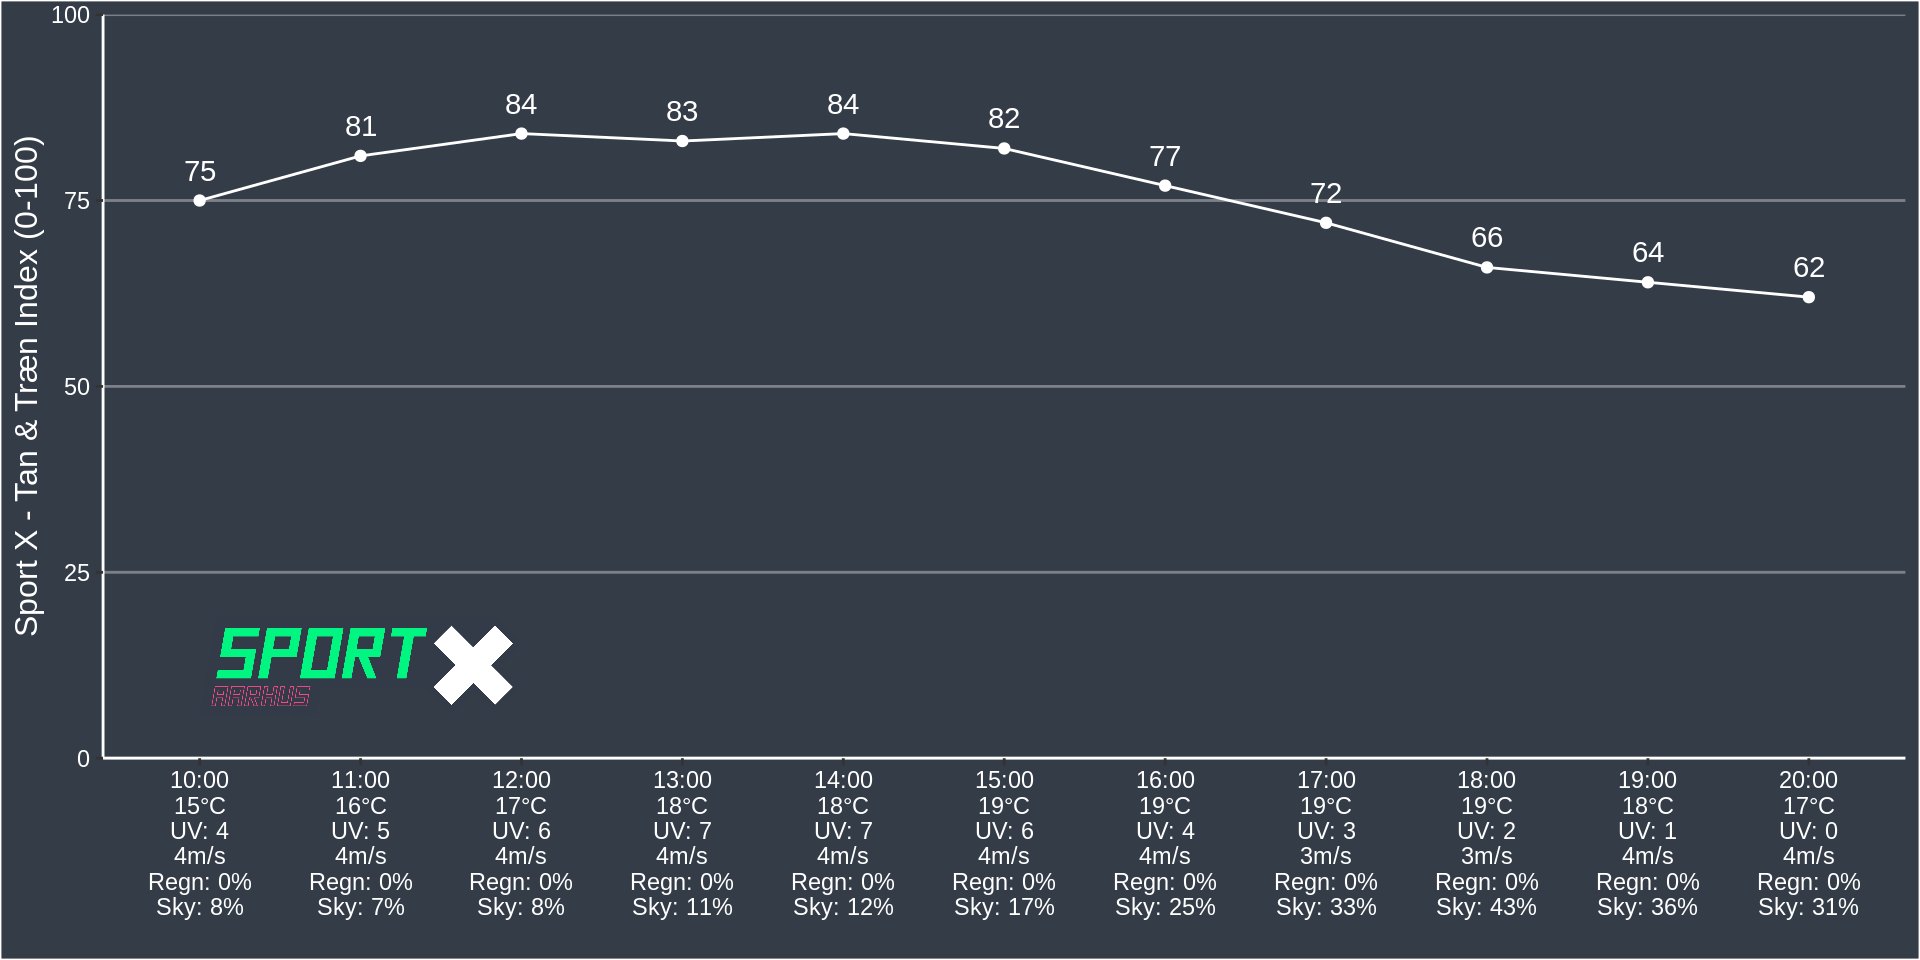 Sport X - Tan & Træn Index (0-100)
100
75
50
25
0
75
81
84
83
84
82
77
72
66
64
62
SPORT X
AARHUS
10:00 11:00 12:00 13:00 14:00 15:00 16:00 17:00 18:00 19:00 20:00
15°C 16°C 17°C 18°C 18°C 19°C 19°C 19°C 19°C 18°C 17°C
UV: 4 UV: 5 UV: 6 UV: 7 UV: 7 UV: 6 UV: 4 UV: 3 UV: 2 UV: 1 UV: 0
4m/s 4m/s 4m/s 4m/s 4m/s 4m/s 4m/s 3m/s 3m/s 4m/s 4m/s
Regn: 0% Regn: 0% Regn: 0% Regn: 0% Regn: 0% Regn: 0% Regn: 0% Regn: 0% Regn: 0% Regn: 0% Regn: 0%
Sky: 8% Sky: 7% Sky: 8% Sky: 11% Sky: 12% Sky: 17% Sky: 25% Sky: 33% Sky: 43% Sky: 36% Sky: 31%